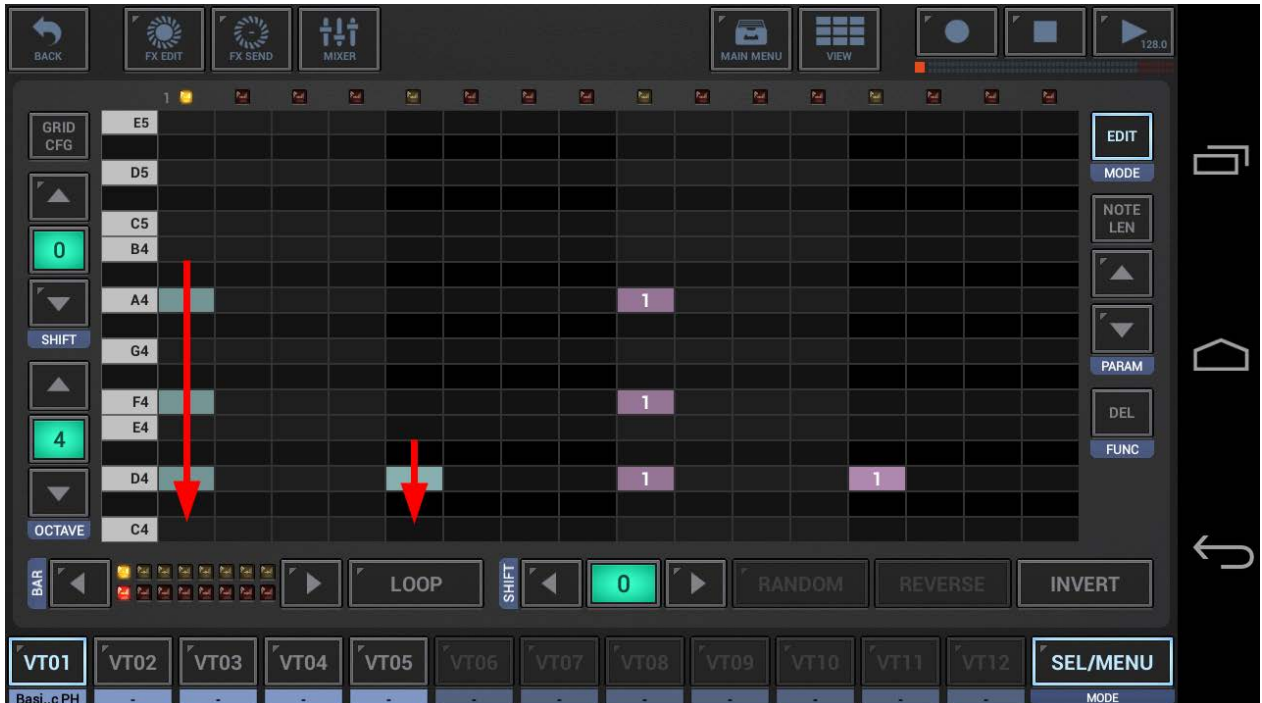 BACK
FX EDIT
FX SEND
MIXER
MAIN MENU
VIEW
128.0
1
GRID
CFG
E5
D5
C5
B4
A4
G4
F4
E4
D4
C4
0
SHIFT
4
OCTAVE
1
1
1
1
EDIT
MODE
NOTE
LEN
PARAM
DEL
FUNC
BAR
LOOP
SHIFT
0
RANDOM
REVERSE
INVERT
VT01
VT02
VT03
VT04
VT05
VT06
VT07
VT08
VT09
VT10
VT11
VT12
SEL/MENU
Basi..c PH
-
-
-
-
-
-
-
-
-
-
-
MODE